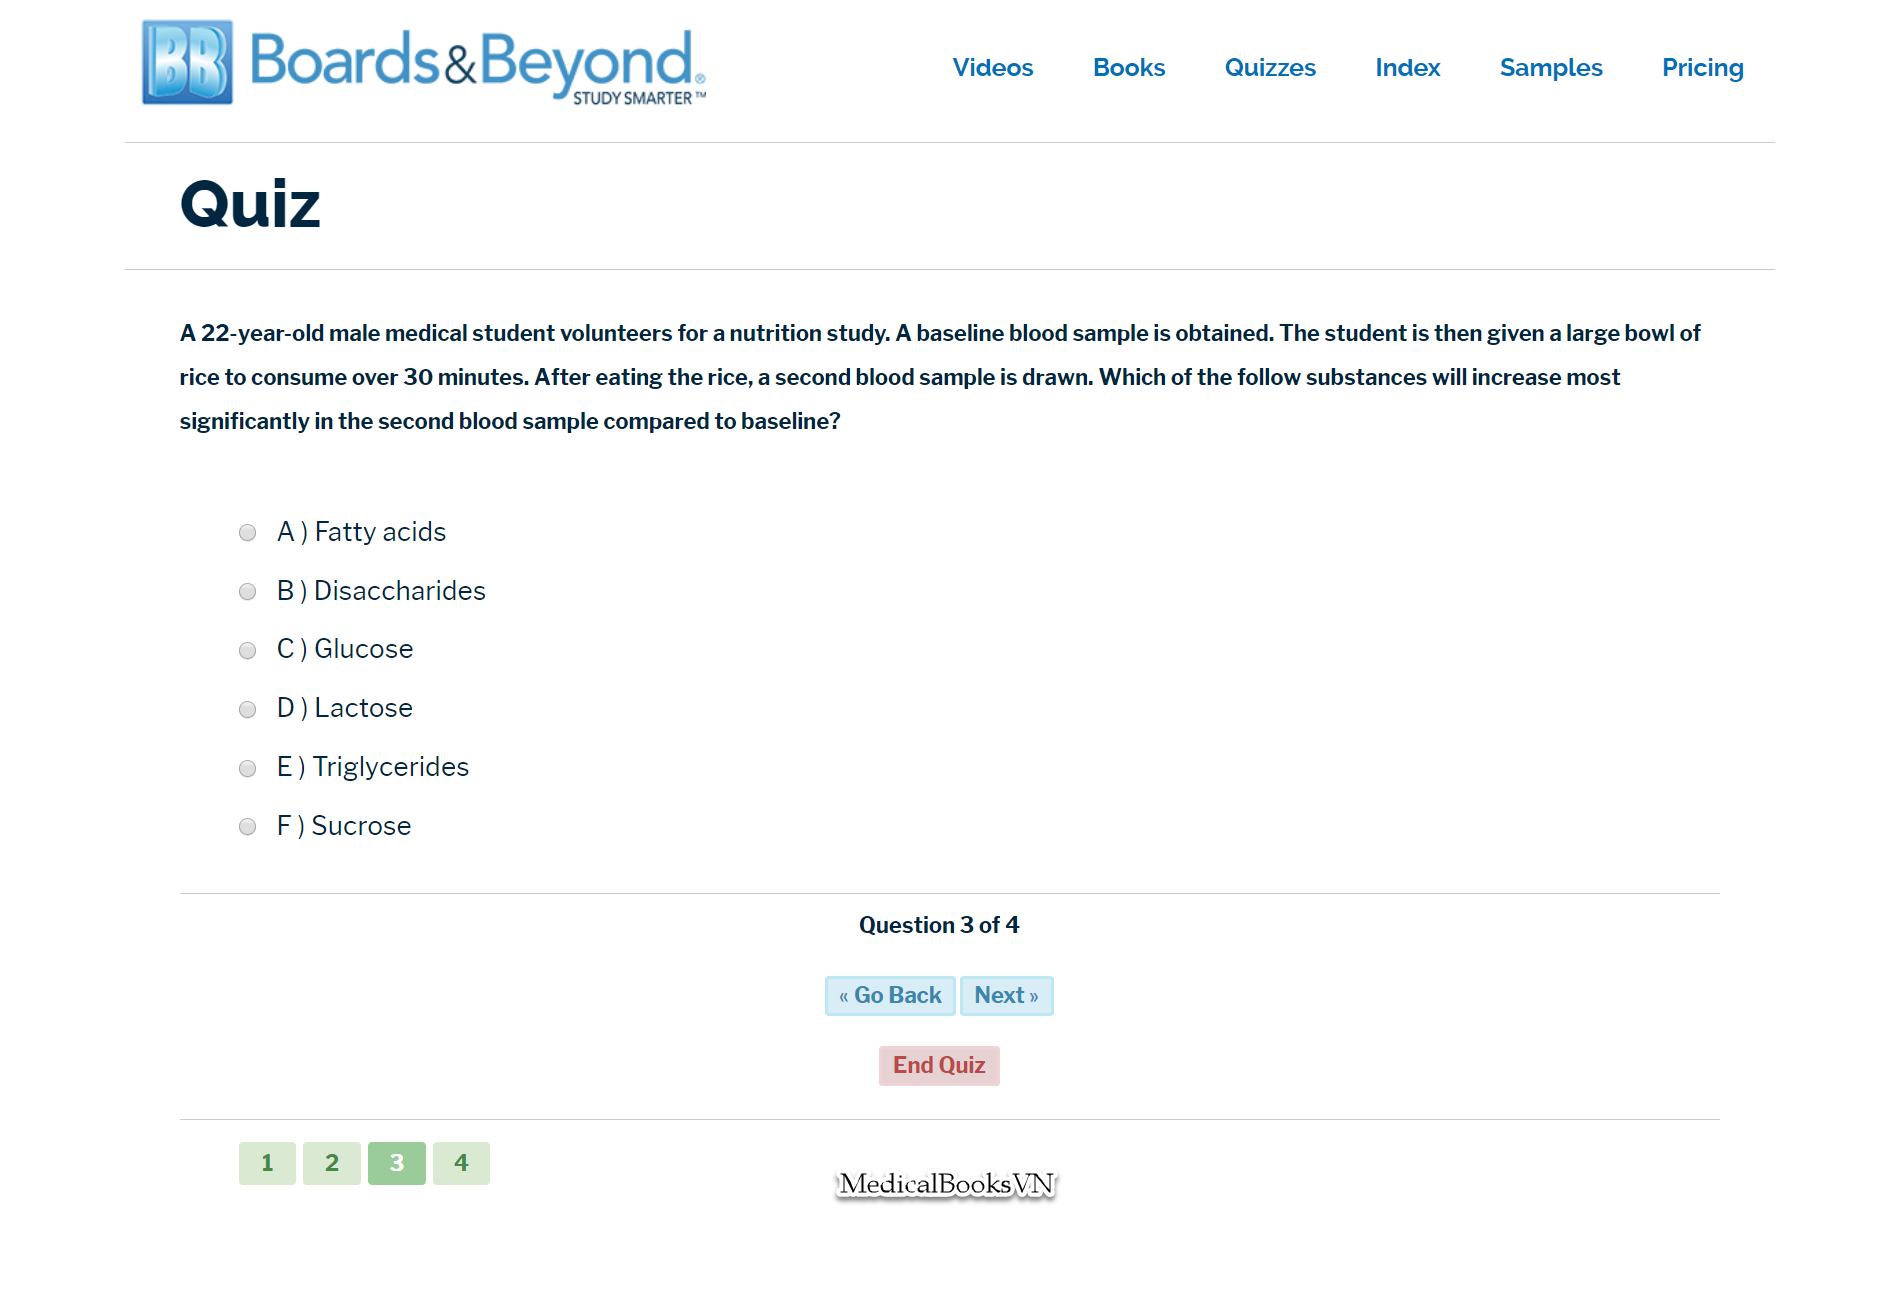 BB Boards&Beyond®
STUDY SMARTER™
Videos Books Quizzes Index Samples Pricing
Quiz
A 22-year-old male medical student volunteers for a nutrition study. A baseline blood sample is obtained. The student is then given a large bowl of
rice to consume over 30 minutes. After eating the rice, a second blood sample is drawn. Which of the follow substances will increase most
significantly in the second blood sample compared to baseline?
A ) Fatty acids
B ) Disaccharides
C ) Glucose
D ) Lactose
E ) Triglycerides
F ) Sucrose
Question 3 of 4
« Go Back Next »
End Quiz
1 2 3 4
MedicalBooksVN